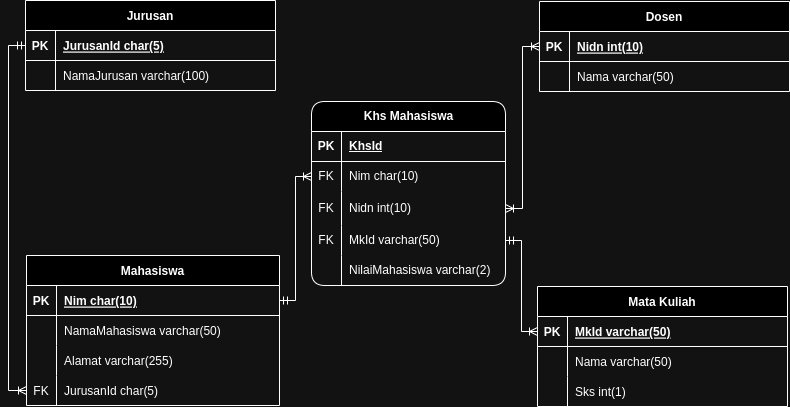 Jurusan
PK JurusanId char(5)
NamaJurusan varchar(100)
Dosen
PK Nidn int(10)
Nama varchar(50)
Khs Mahasiswa
PK KhsId
FK Nim char(10)
FK Nidn int(10)
FK MkId varchar(50)
NilaiMahasiswa varchar(2)
Mahasiswa
PK Nim char(10)
NamaMahasiswa varchar(50)
Alamat varchar(255)
FK JurusanId char(5)
Mata Kuliah
PK MkId varchar(50)
Nama varchar(50)
Sks int(1)